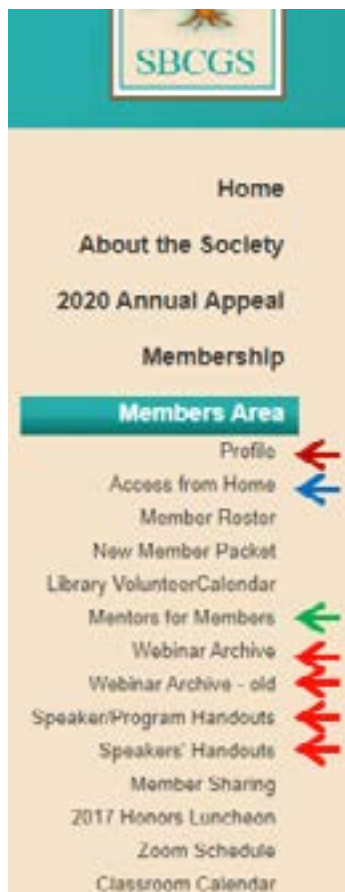 SBCGS
Home
About the Society
2020 Annual Appeal
Membership
Members Area
Profile
Access from Home
Member Roster
New Member Packet
Library VolunteerCalendar
Mentors for Members
Webinar Archive
Webinar Archive - old
Speaker/Program Handouts
Speakers' Handouts
Member Sharing
2017 Honors Luncheon
Zoom Schedule
Classroom Calendar